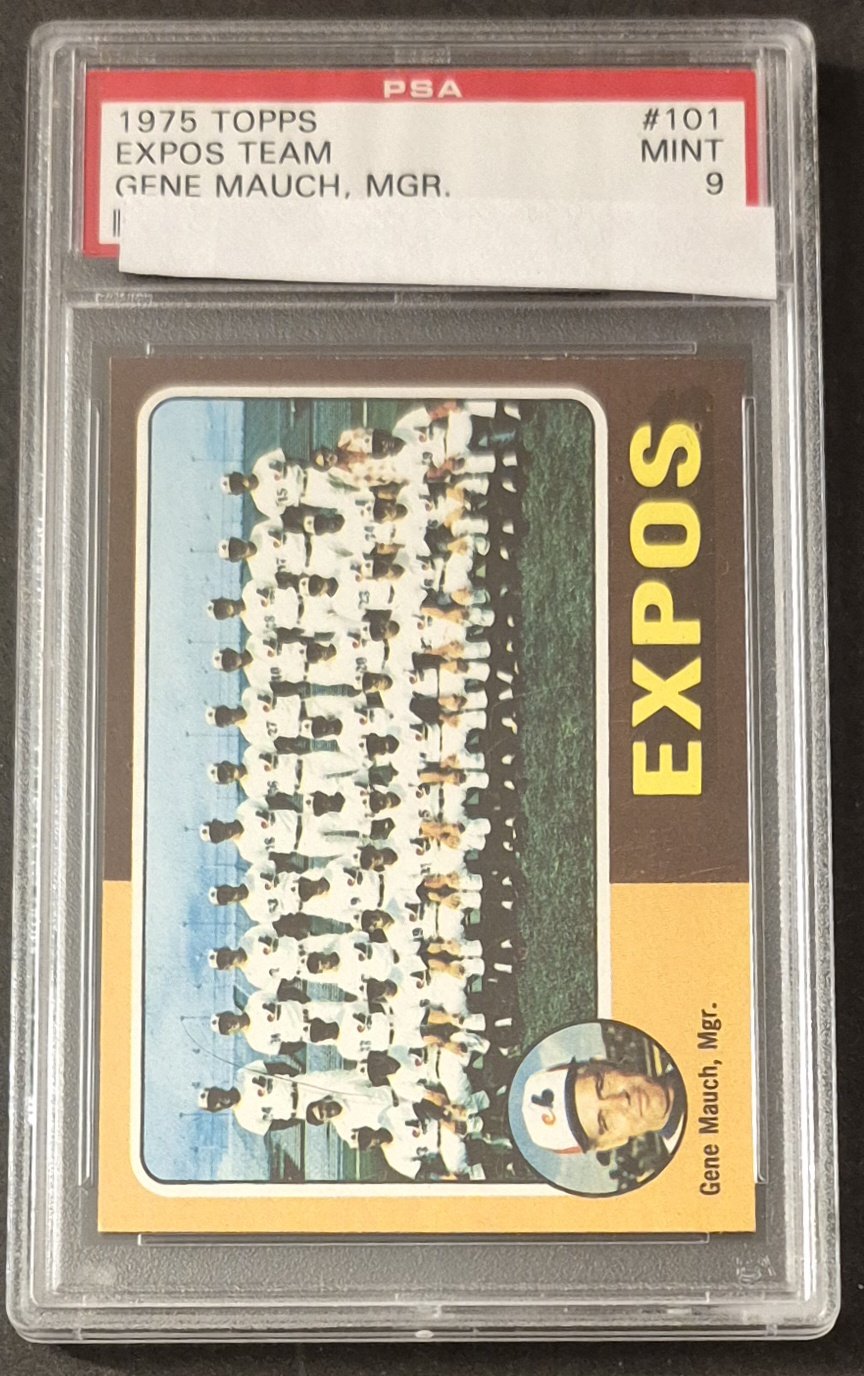 PSA
1975 TOPPS #101
EXPOS TEAM MINT
GENE MAUCH, MGR. 9
EXPOS
Gene Mauch, Mgr.